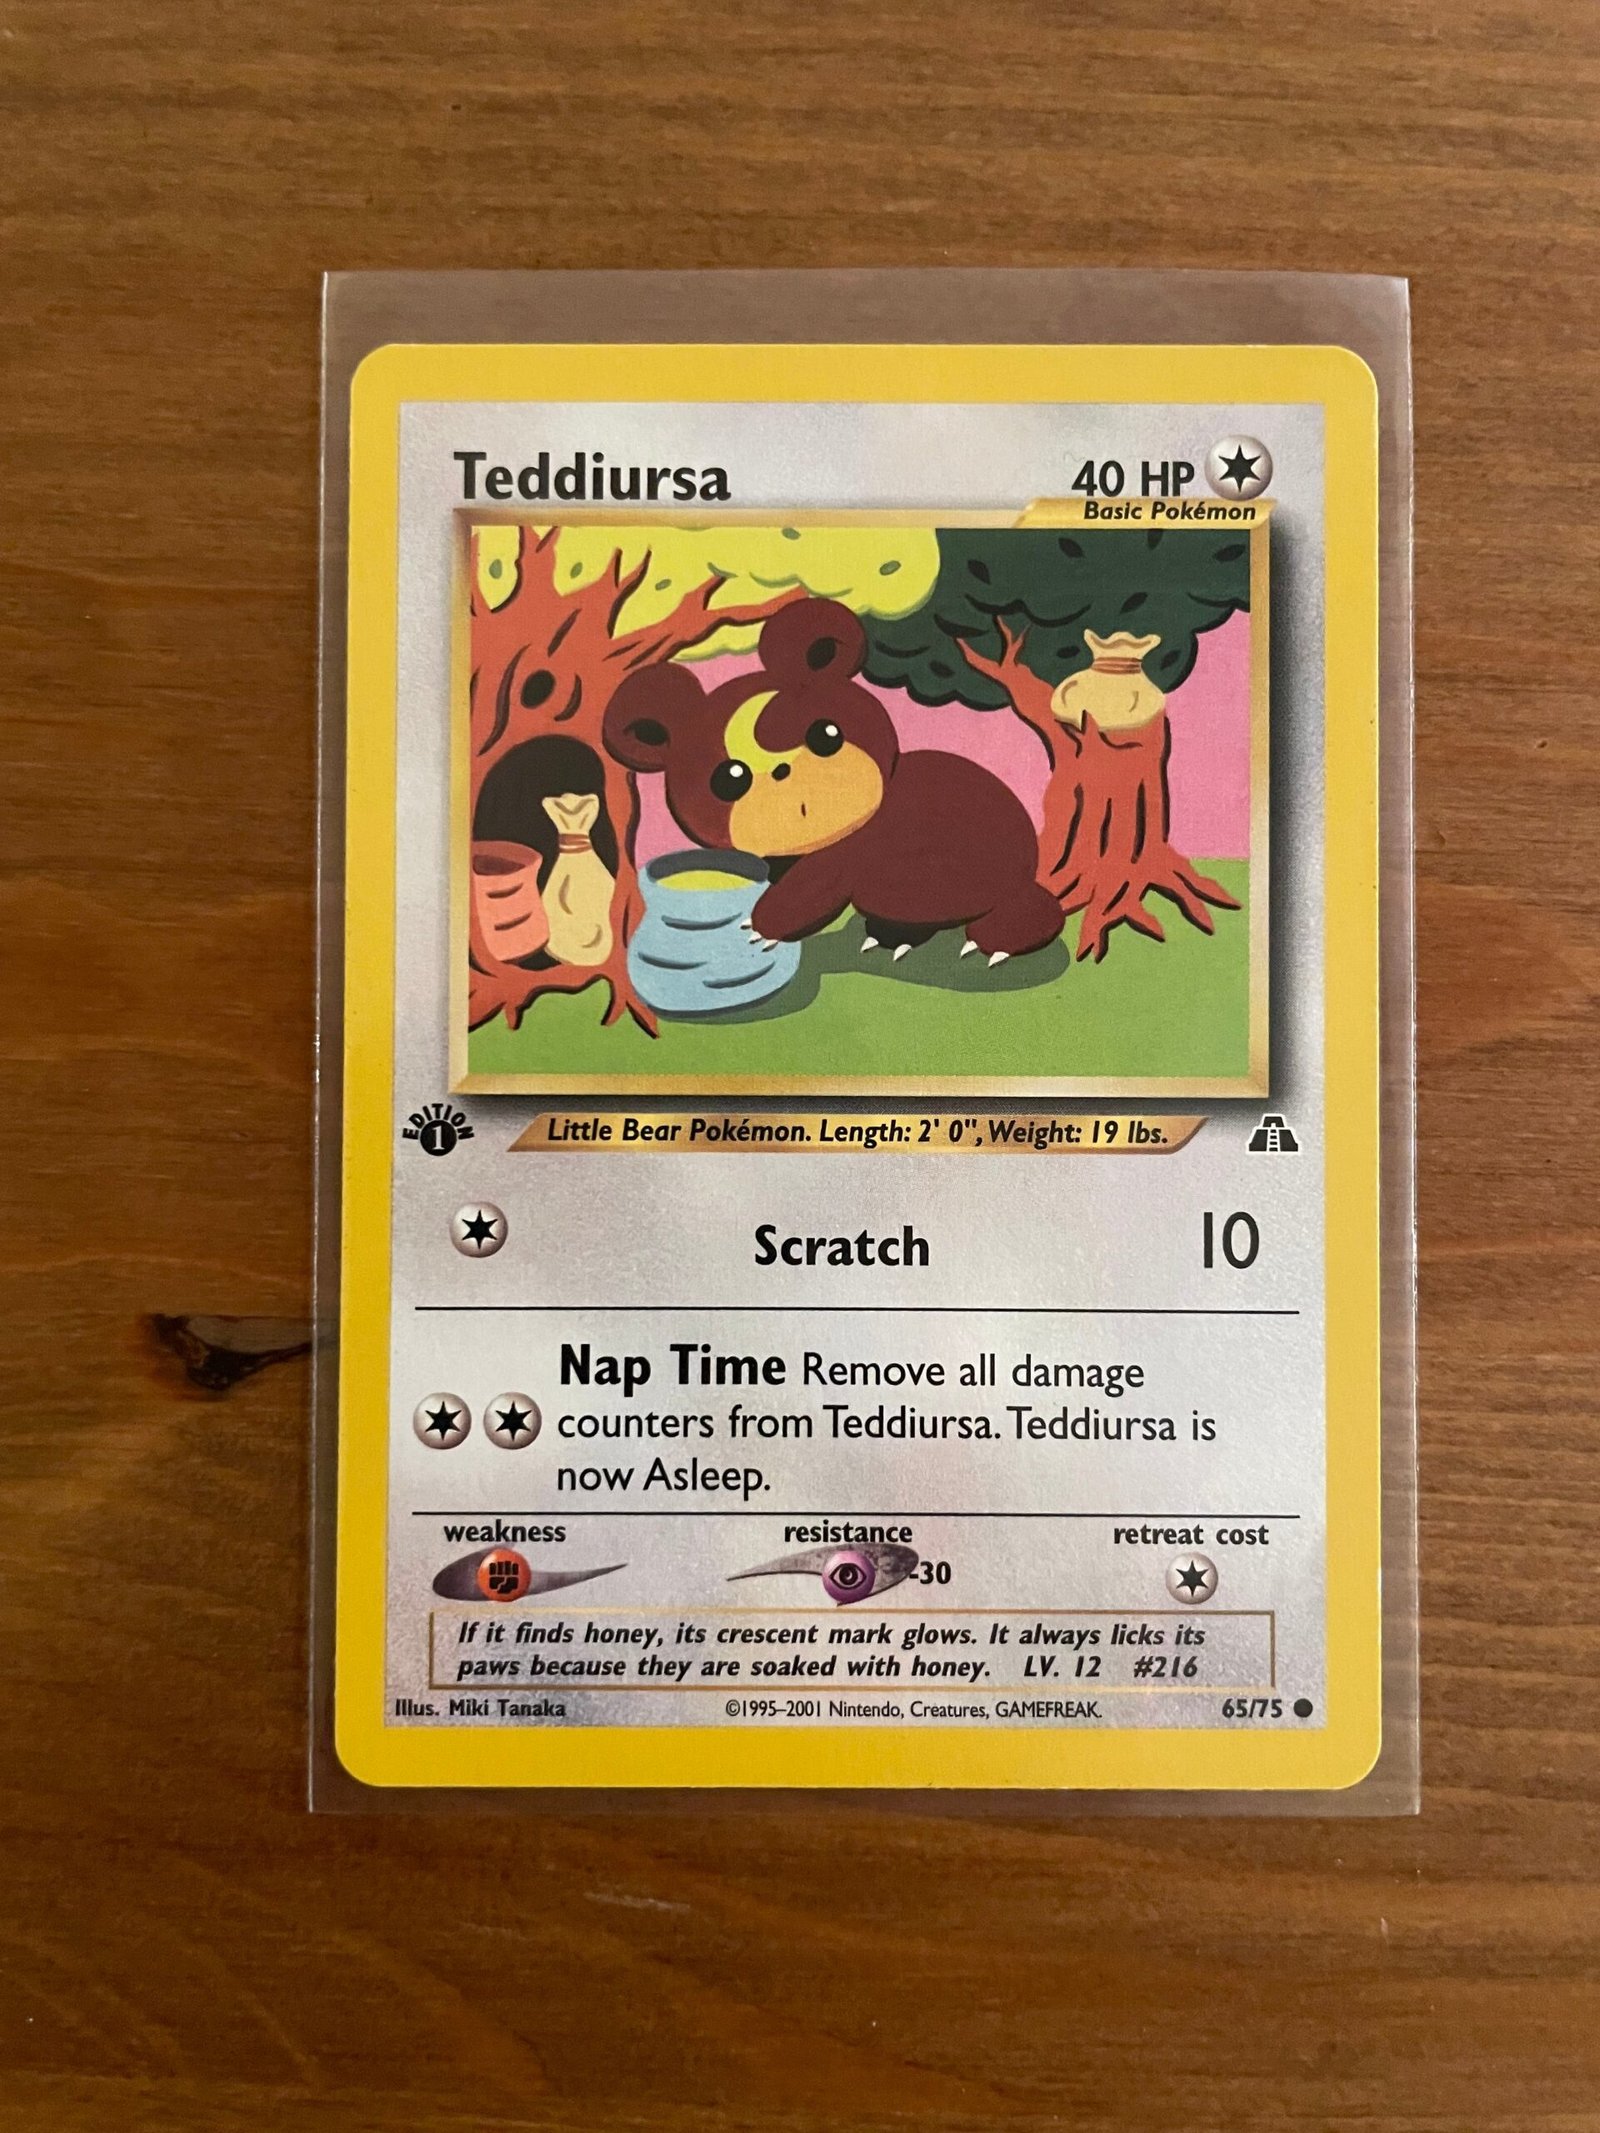 Teddiursa
40 HP
Basic Pokémon
EDITION
1
Little Bear Pokémon. Length: 2' 0", Weight: 19 lbs.
Scratch 10
Nap Time Remove all damage
counters from Teddiursa. Teddiursa is
now Asleep.
weakness resistance retreat cost
-30
If it finds honey, its crescent mark glows. It always licks its
paws because they are soaked with honey. LV. 12 #216
Illus. Miki Tanaka ©1995–2001 Nintendo, Creatures, GAMEFREAK. 65/75